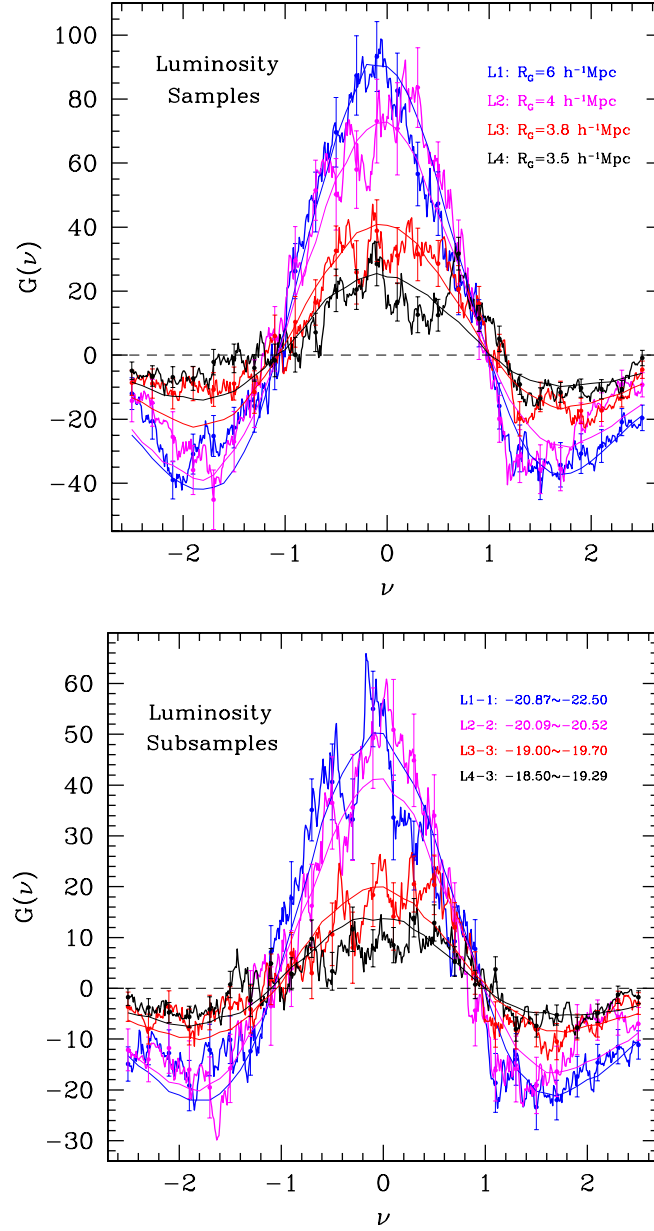 Luminosity
Samples
L1: R_G=6 h⁻¹Mpc
L2: R_G=4 h⁻¹Mpc
L3: R_G=3.8 h⁻¹Mpc
L4: R_G=3.5 h⁻¹Mpc
100
80
60
40
20
0
−20
−40
G(ν)
−2 −1 0 1 2
ν
Luminosity
Subsamples
L1−1: −20.87~−22.50
L2−2: −20.09~−20.52
L3−3: −19.00~−19.70
L4−3: −18.50~−19.29
60
50
40
30
20
10
0
−10
−20
−30
G(ν)
−2 −1 0 1 2
ν